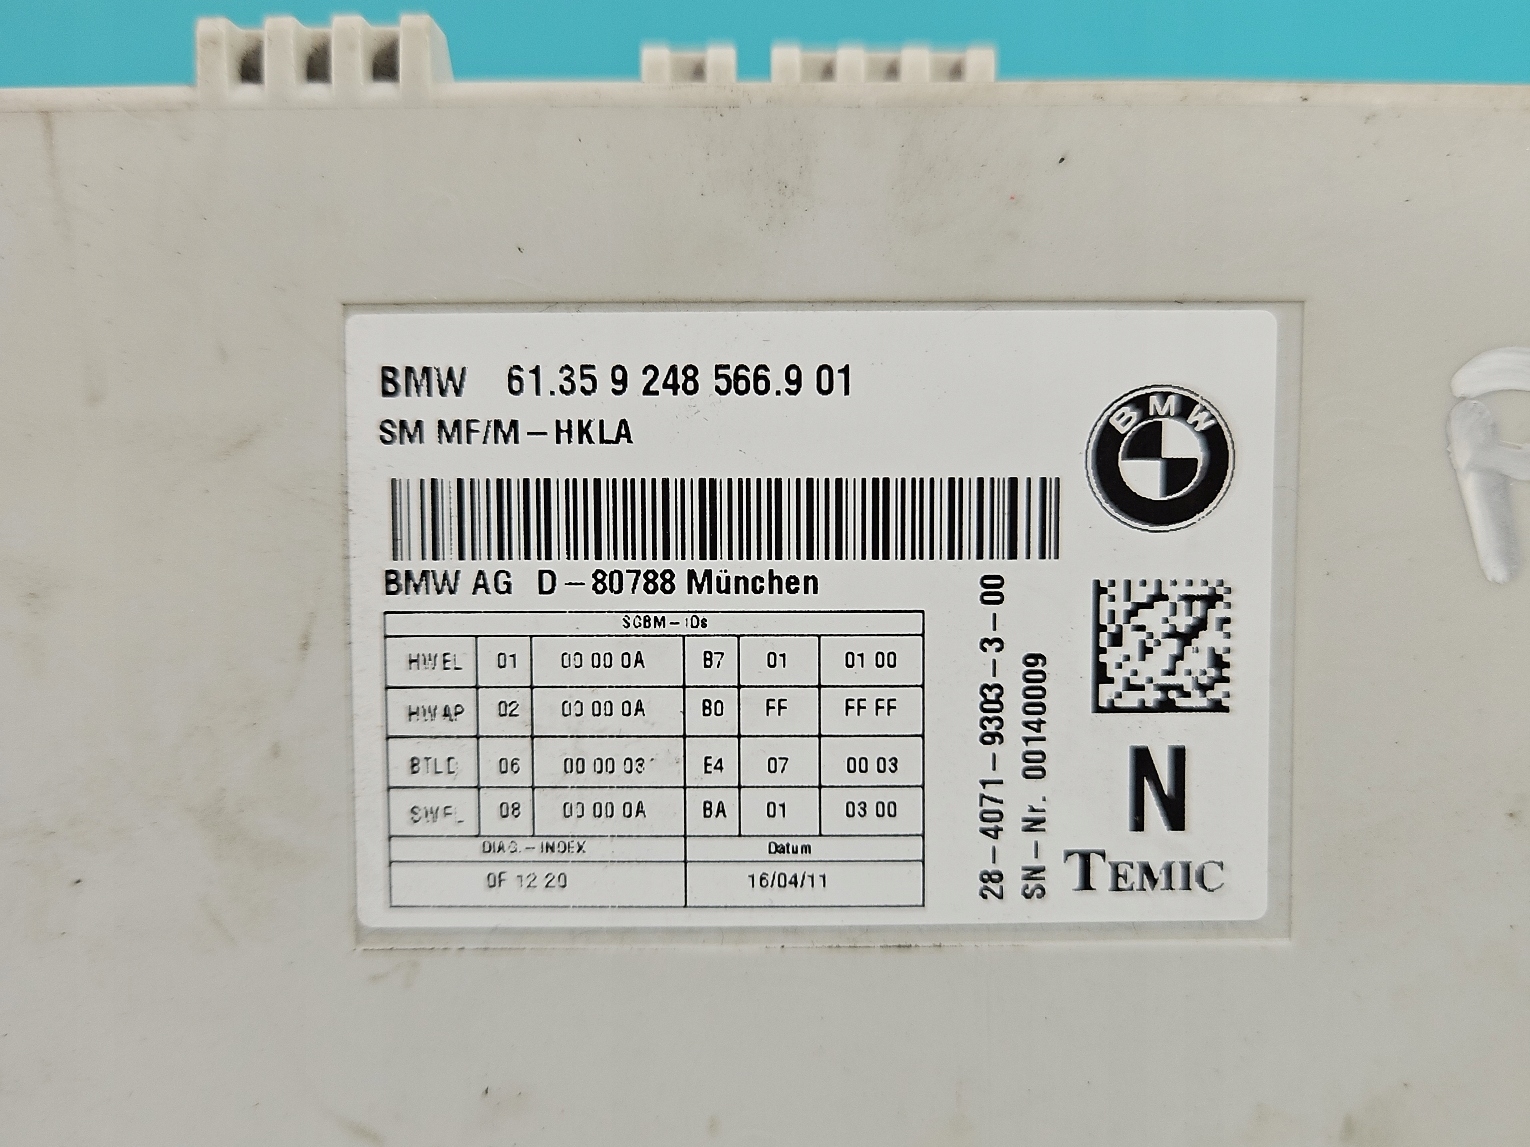 BMW 61.35 9 248 566.9 01
SM MF/M-HKLA
BMW
BMW AG D-80788 München
SGBM-IDs
HWEL 01 00 00 0A B7 01 01 00
HWAP 02 00 00 0A B0 FF FF FF
BTLD 06 00 00 03 E4 07 00 03
SWFL 08 00 00 0A BA 01 03 00
DIAG.-INDEX Datum
0F 12 20 16/04/11
28-4071-9303-3-00
SN-Nr. 00140009
N
TEMIC